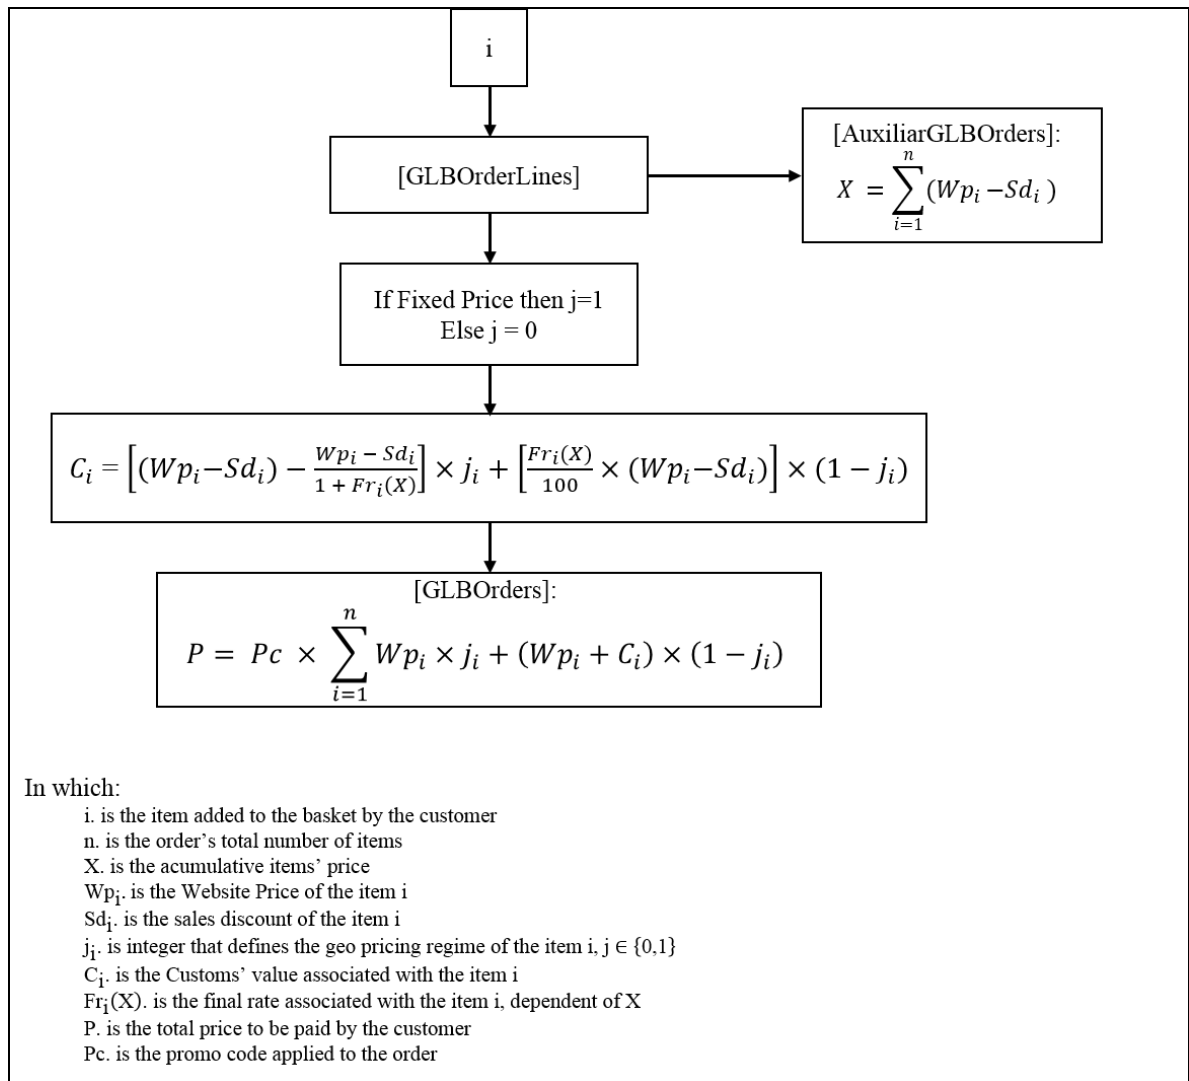 i
[GLBOrderLines]
[AuxiliarGLBOrders]:
X = ∑_{i=1}^{n} (Wp_i − Sd_i )
If Fixed Price then j=1
Else j = 0
C_i = [(Wp_i−Sd_i) − \frac{Wp_i − Sd_i}{1 + Fr_i(X)}] × j_i + [\frac{Fr_i(X)}{100} × (Wp_i−Sd_i)] × (1 − j_i)
[GLBOrders]:
P = Pc × ∑_{i=1}^{n} Wp_i × j_i + (Wp_i + C_i) × (1 − j_i)
In which:
i. is the item added to the basket by the customer
n. is the order’s total number of items
X. is the acumulative items’ price
Wp_i. is the Website Price of the item i
Sd_i. is the sales discount of the item i
j_i. is integer that defines the geo pricing regime of the item i, j ∈ {0,1}
C_i. is the Customs’ value associated with the item i
Fr_i(X). is the final rate associated with the item i, dependent of X
P. is the total price to be paid by the customer
Pc. is the promo code applied to the order